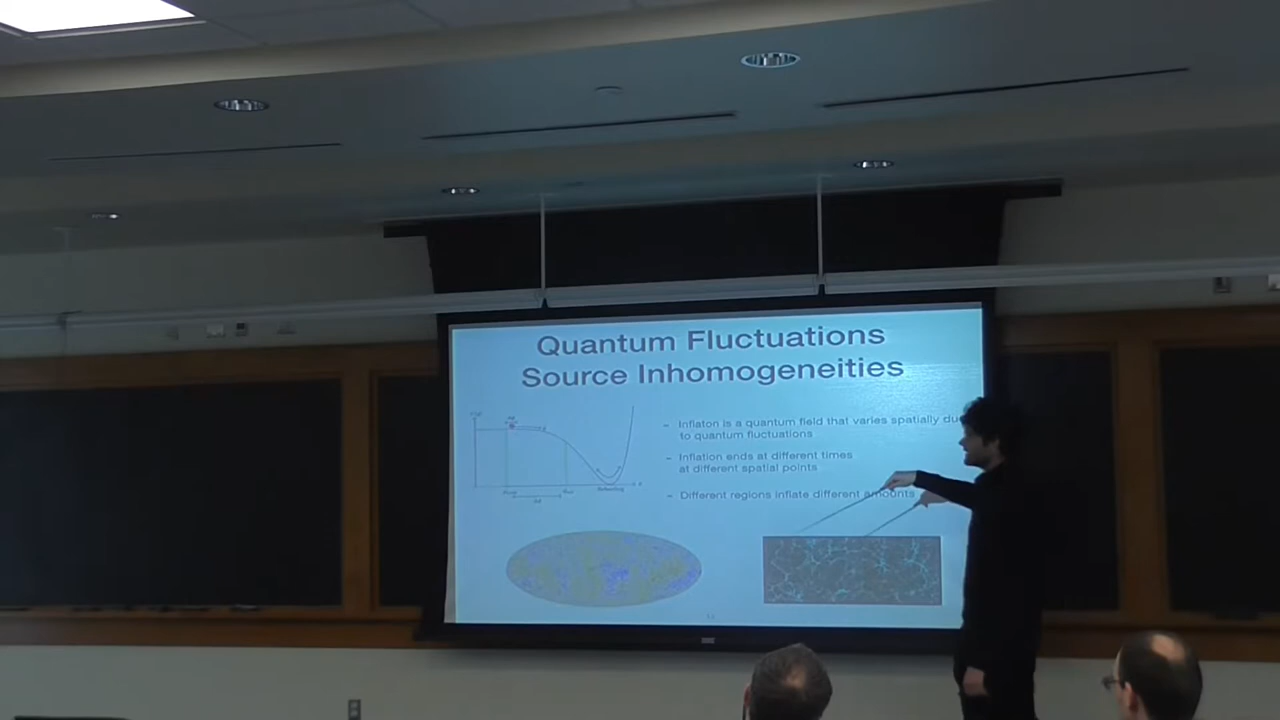 Quantum Fluctuations
Source Inhomogeneities
- Inflaton is a quantum field that varies spatially due
to quantum fluctuations
- Inflation ends at different times
at different spatial points
- Different regions inflate different amounts